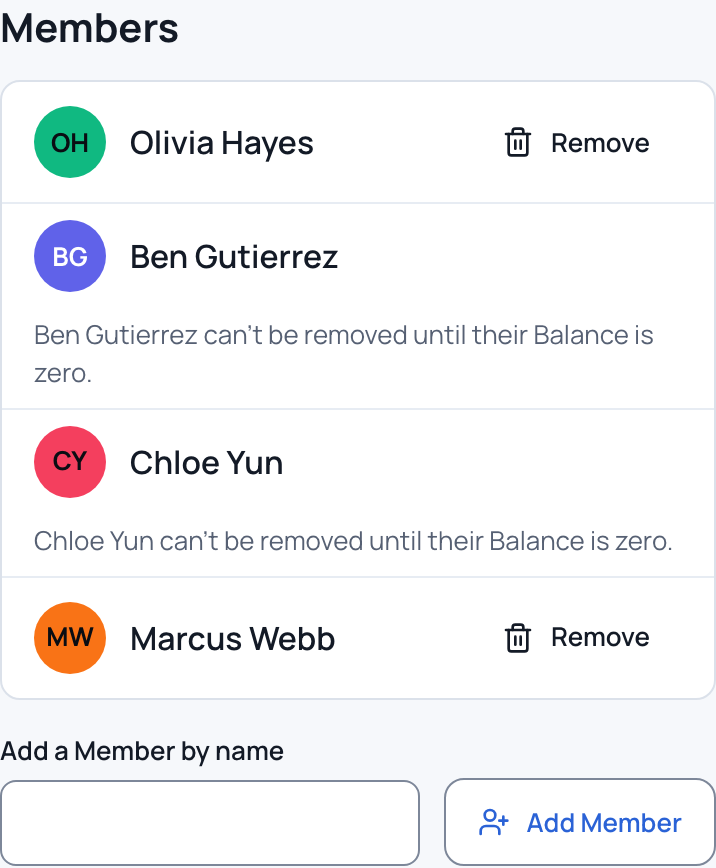 Members
OH Olivia Hayes Remove
BG Ben Gutierrez
Ben Gutierrez can't be removed until their Balance is
zero.
CY Chloe Yun
Chloe Yun can't be removed until their Balance is zero.
MW Marcus Webb Remove
Add a Member by name
Add Member